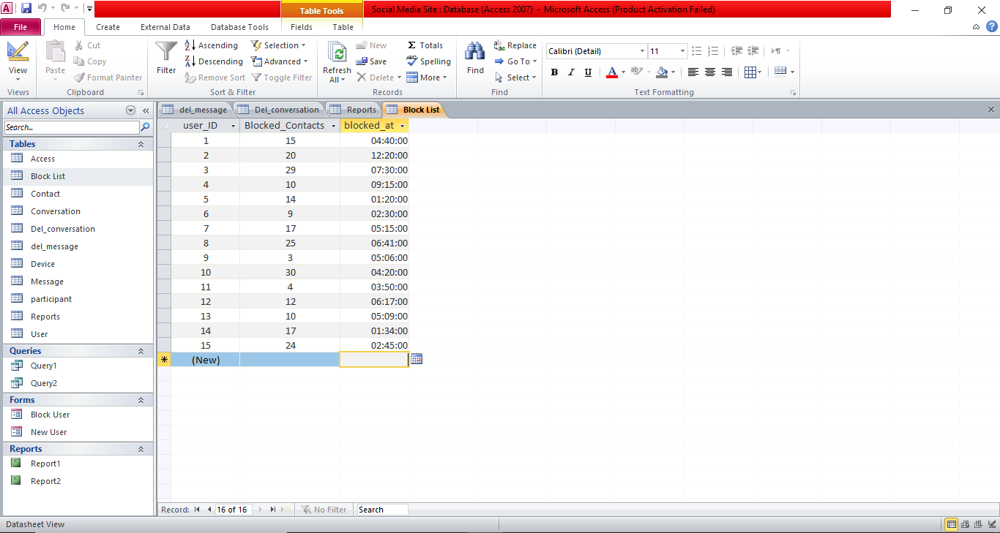 Table Tools Social Media Site : Database (Access 2007) - Microsoft Access (Product Activation Failed)
File Home Create External Data Database Tools Fields Table
View
Views
Paste
Cut
Copy
Format Painter
Clipboard
Filter
Ascending
Descending
Remove Sort
Selection
Advanced
Toggle Filter
Sort & Filter
Refresh
All
New
Save
Delete
Totals
Spelling
More
Records
Find
Replace
Go To
Select
Find
Calibri (Detail) 11
B I U
Text Formatting
All Access Objects
Search...
Tables
Access
Block List
Contact
Conversation
Del_conversation
del_message
Device
Message
participant
Reports
User
Queries
Query1
Query2
Forms
Block User
New User
Reports
Report1
Report2
del_message Del_conversation Reports Block List
user_ID Blocked_Contacts blocked_at
1 15 04:40:00
2 20 12:20:00
3 29 07:30:00
4 10 09:15:00
5 14 01:20:00
6 9 02:30:00
7 17 05:15:00
8 25 06:41:00
9 3 05:06:00
10 30 04:20:00
11 4 03:50:00
12 12 06:17:00
13 10 05:09:00
14 17 01:34:00
15 24 02:45:00
(New)
Record: 16 of 16 No Filter Search
Datasheet View